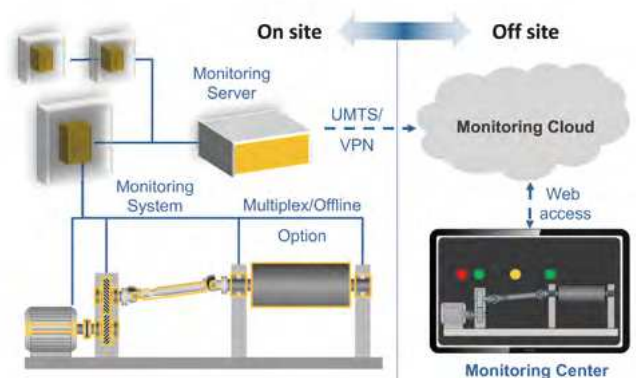 On site
Off site
Monitoring
Server
UMTS/
VPN
Monitoring Cloud
Monitoring
System
Multiplex/Offline
Option
Web
access
Monitoring Center